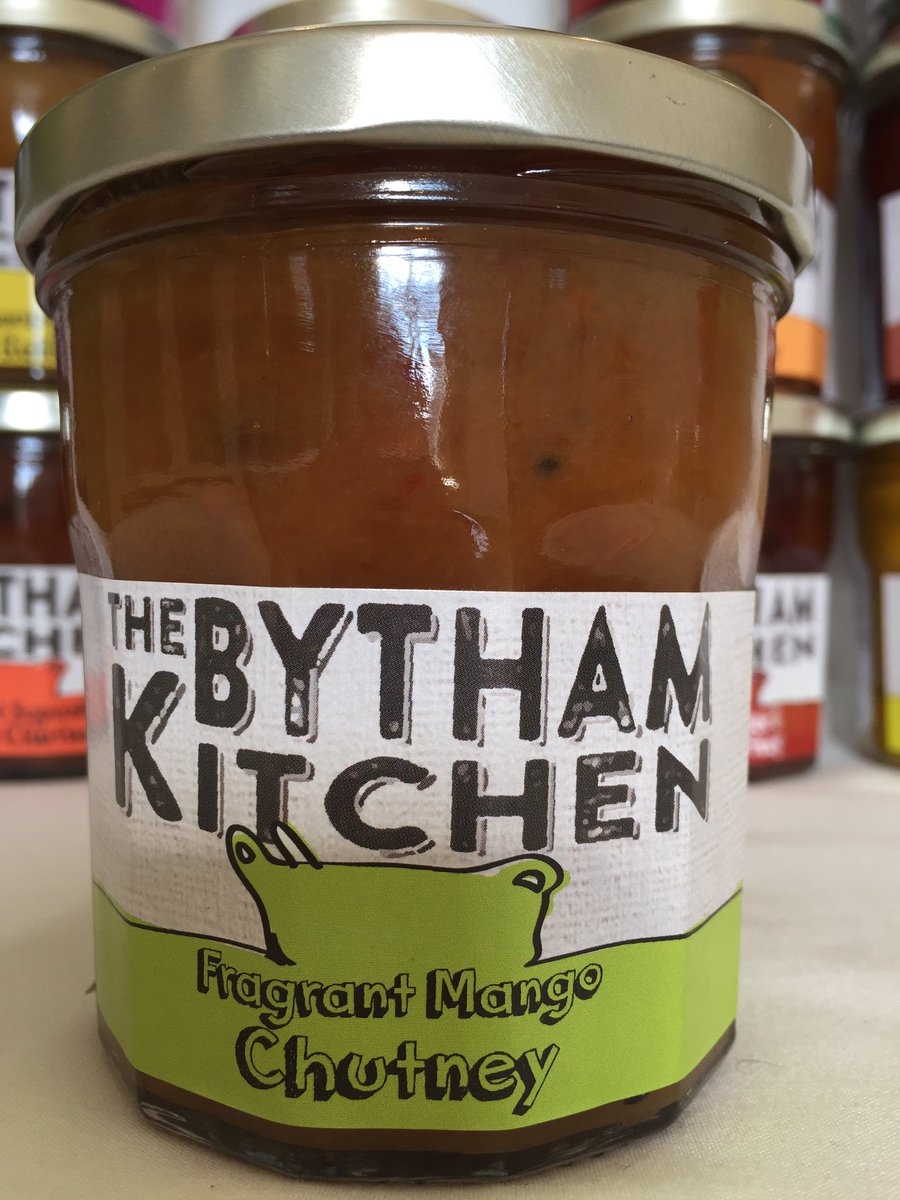 THE BYTHAM
KITCHEN
Fragrant Mango
Chutney